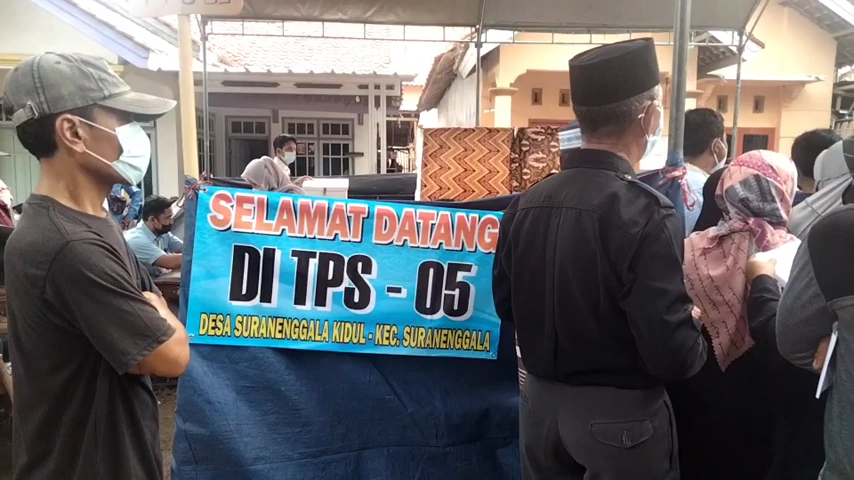 SELAMAT DATANG
DI TPS - 05
DESA SURANENGGALA KIDUL - KEC. SURANENGGALA